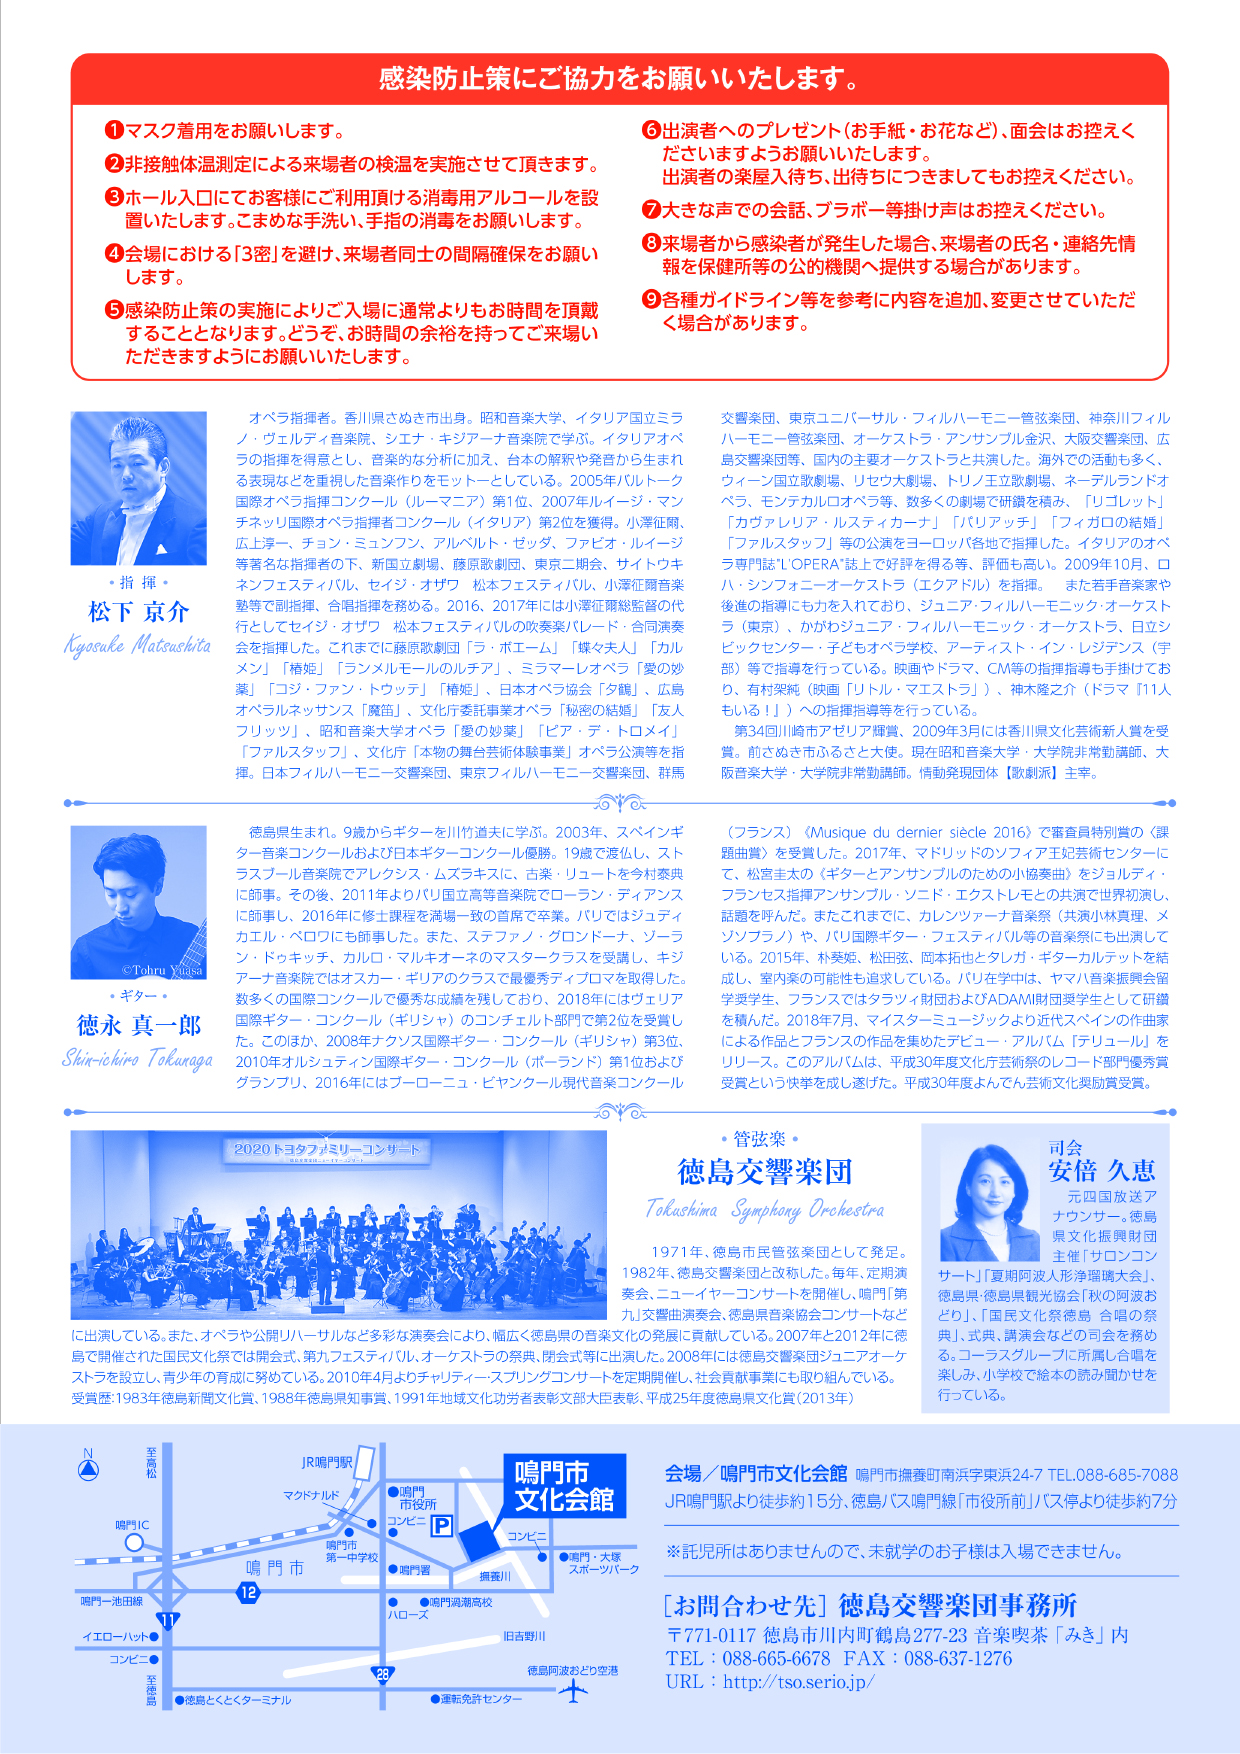 感染防止策にご協力をお願いいたします。
❶マスク着用をお願いします。
❷非接触体温測定による来場者の検温を実施させて頂きます。
❸ホール入口にてお客様にご利用頂ける消毒用アルコールを設
置いたします。こまめな手洗い、手指の消毒をお願いします。
❹会場における「3密」を避け、来場者同士の間隔確保をお願い
します。
❺感染防止策の実施によりご入場に通常よりもお時間を頂戴
することとなります。どうぞ、お時間の余裕を持ってご来場い
ただきますようにお願いいたします。
❻出演者へのプレゼント（お手紙・お花など）、面会はお控えく
ださいますようお願いいたします。
出演者の楽屋入待ち、出待ちにつきましてもお控えください。
❼大きな声での会話、ブラボー等掛け声はお控えください。
❽来場者から感染者が発生した場合、来場者の氏名・連絡先情
報を保健所等の公的機関へ提供する場合があります。
❾各種ガイドライン等を参考に内容を追加、変更させていただ
く場合があります。
・指 揮・
松下 京介
Kyosuke Matsushita
オペラ指揮者。香川県さぬき市出身。昭和音楽大学、イタリア国立ミラ
ノ・ヴェルディ音楽院、シエナ・キジアーナ音楽院で学ぶ。イタリアオペ
ラの指揮を得意とし、音楽的な分析に加え、台本の解釈や発音から生まれ
る表現などを重視した音楽作りをモットーとしている。2005年バルトーク
国際オペラ指揮コンクール（ルーマニア）第1位、2007年ルイージ・マン
チネッリ国際オペラ指揮者コンクール（イタリア）第2位を獲得。小澤征爾、
広上淳一、チョン・ミュンフン、アルベルト・ゼッダ、ファビオ・ルイージ
等著名な指揮者の下、新国立劇場、藤原歌劇団、東京二期会、サイトウキ
ネンフェスティバル、セイジ・オザワ 松本フェスティバル、小澤征爾音楽
塾等で副指揮、合唱指揮を務める。2016、2017年には小澤征爾総監督の代
行としてセイジ・オザワ 松本フェスティバルの吹奏楽パレード・合同演奏
会を指揮した。これまでに藤原歌劇団「ラ・ボエーム」「蝶々夫人」「カル
メン」「椿姫」「ランメルモールのルチア」、ミラマーレオペラ「愛の妙
薬」「コジ・ファン・トウッテ」「椿姫」、日本オペラ協会「夕鶴」、広島
オペラルネッサンス「魔笛」、文化庁委託事業オペラ「秘密の結婚」「友人
フリッツ」、昭和音楽大学オペラ「愛の妙薬」「ピア・デ・トロメイ」
「ファルスタッフ」、文化庁「本物の舞台芸術体験事業」オペラ公演等を指
揮。日本フィルハーモニー交響楽団、東京フィルハーモニー交響楽団、群馬
交響楽団、東京ユニバーサル・フィルハーモニー管弦楽団、神奈川フィル
ハーモニー管弦楽団、オーケストラ・アンサンブル金沢、大阪交響楽団、広
島交響楽団等、国内の主要オーケストラと共演した。海外での活動も多く、
ウィーン国立歌劇場、リセウ大劇場、トリノ王立歌劇場、ネーデルランドオ
ペラ、モンテカルロオペラ等、数多くの劇場で研鑽を積み、「リゴレット」
「カヴァレリア・ルスティカーナ」「パリアッチ」「フィガロの結婚」
「ファルスタッフ」等の公演をヨーロッパ各地で指揮した。イタリアのオペ
ラ専門誌"L'OPERA"誌上で好評を得る等、評価も高い。2009年10月、ロ
ハ・シンフォニーオーケストラ（エクアドル）を指揮。 また若手音楽家や
後進の指導にも力を入れており、ジュニア・フィルハーモニック・オーケスト
ラ（東京）、かがわジュニア・フィルハーモニック・オーケストラ、日立シ
ビックセンター・子どもオペラ学校、アーティスト・イン・レジデンス（宇
部）等で指導を行っている。映画やドラマ、CM等の指揮指導も手掛けてお
り、有村架純（映画「リトル・マエストラ」）、神木隆之介（ドラマ『11人
もいる！』）への指揮指導等を行っている。
第34回川崎市アゼリア輝賞、2009年3月には香川県文化芸術新人賞を受
賞。前さぬき市ふるさと大使。現在昭和音楽大学・大学院非常勤講師、大
阪音楽大学・大学院非常勤講師。情動発現団体【歌劇派】主宰。
©Tohru Yuasa
・ギター・
徳永 真一郎
Shin-ichiro Tokunaga
徳島県生まれ。9歳からギターを川竹道夫に学ぶ。2003年、スペインギ
ター音楽コンクールおよび日本ギターコンクール優勝。19歳で渡仏し、スト
ラスブール音楽院でアレクシス・ムズラキスに、古楽・リュートを今村泰典
に師事。その後、2011年よりパリ国立高等音楽院でローラン・ディアンス
に師事し、2016年に修士課程を満場一致の首席で卒業。パリではジュディ
カエル・ペロワにも師事した。また、ステファノ・グロンドーナ、ゾーラ
ン・ドゥキッチ、カルロ・マルキオーネのマスタークラスを受講し、キジ
アーナ音楽院ではオスカー・ギリアのクラスで最優秀ディプロマを取得した。
数多くの国際コンクールで優秀な成績を残しており、2018年にはヴェリア
国際ギター・コンクール（ギリシャ）のコンチェルト部門で第2位を受賞し
た。このほか、2008年ナクソス国際ギター・コンクール（ギリシャ）第3位、
2010年オルシュティン国際ギター・コンクール（ポーランド）第1位および
グランプリ、2016年にはブーローニュ・ビヤンクール現代音楽コンクール
（フランス）《Musique du dernier siècle 2016》で審査員特別賞の〈課
題曲賞〉を受賞した。2017年、マドリッドのソフィア王妃芸術センターに
て、松宮圭太の《ギターとアンサンブルのための小協奏曲》をジョルディ・
フランセス指揮アンサンブル・ソニド・エクストレモとの共演で世界初演し、
話題を呼んだ。またこれまでに、カレンツァーナ音楽祭（共演小林真理、メ
ゾソプラノ）や、パリ国際ギター・フェスティバル等の音楽祭にも出演して
いる。2015年、朴葵姫、松田弦、岡本拓也とタレガ・ギターカルテットを結
成し、室内楽の可能性も追求している。パリ在学中は、ヤマハ音楽振興会留
学奨学生、フランスではタラツィ財団およびADAMI財団奨学生として研鑽
を積んだ。2018年7月、マイスターミュージックより近代スペインの作曲家
による作品とフランスの作品を集めたデビュー・アルバム「テリュール」を
リリース。このアルバムは、平成30年度文化庁芸術祭のレコード部門優秀賞
受賞という快挙を成し遂げた。平成30年度よんでん芸術文化奨励賞受賞。
2020トヨタファミリーコンサート
・管弦楽・
徳島交響楽団
Tokushima Symphony Orchestra
1971年、徳島市民管弦楽団として発足。
1982年、徳島交響楽団と改称した。毎年、定期演
奏会、ニューイヤーコンサートを開催し、鳴門「第
九」交響曲演奏会、徳島県音楽協会コンサートなど
に出演している。また、オペラや公開リハーサルなど多彩な演奏会により、幅広く徳島県の音楽文化の発展に貢献している。2007年と2012年に徳
島で開催された国民文化祭では開会式、第九フェスティバル、オーケストラの祭典、閉会式等に出演した。2008年には徳島交響楽団ジュニアオーケ
ストラを設立し、青少年の育成に努めている。2010年4月よりチャリティー・スプリングコンサートを定期開催し、社会貢献事業にも取り組んでいる。
受賞歴：1983年徳島新聞文化賞、1988年徳島県知事賞、1991年地域文化功労者表彰文部大臣表彰、平成25年度徳島県文化賞（2013年）
司会
安倍 久恵
元四国放送ア
ナウンサー。徳島
県文化振興財団
主催「サロンコン
サート」「夏期阿波人形浄瑠璃大会」、
徳島県・徳島県観光協会「秋の阿波お
どり」、「国民文化祭徳島 合唱の祭
典」、式典、講演会などの司会を務め
る。コーラスグループに所属し合唱を
楽しみ、小学校で絵本の読み聞かせを
行っている。
N
至高松
JR鳴門駅
マクドナルド
鳴門
市役所
コンビニ
P
鳴門市
文化会館
鳴門IC
鳴門市
第一中学校
コンビニ
鳴門・大塚
スポーツパーク
鳴門市
鳴門署
撫養川
12
鳴門一池田線
11
鳴門渦潮高校
ハローズ
イエローハット
旧吉野川
コンビニ
28
徳島阿波おどり空港
至徳島
徳島とくとくターミナル
運転免許センター
会場／鳴門市文化会館 鳴門市撫養町南浜字東浜24-7 TEL.088-685-7088
JR鳴門駅より徒歩約15分、徳島バス鳴門線「市役所前」バス停より徒歩約7分
※託児所はありませんので、未就学のお子様は入場できません。
［お問合わせ先］徳島交響楽団事務所
〒771-0117 徳島市川内町鶴島277-23 音楽喫茶「みき」内
TEL：088-665-6678 FAX：088-637-1276
URL：http://tso.serio.jp/